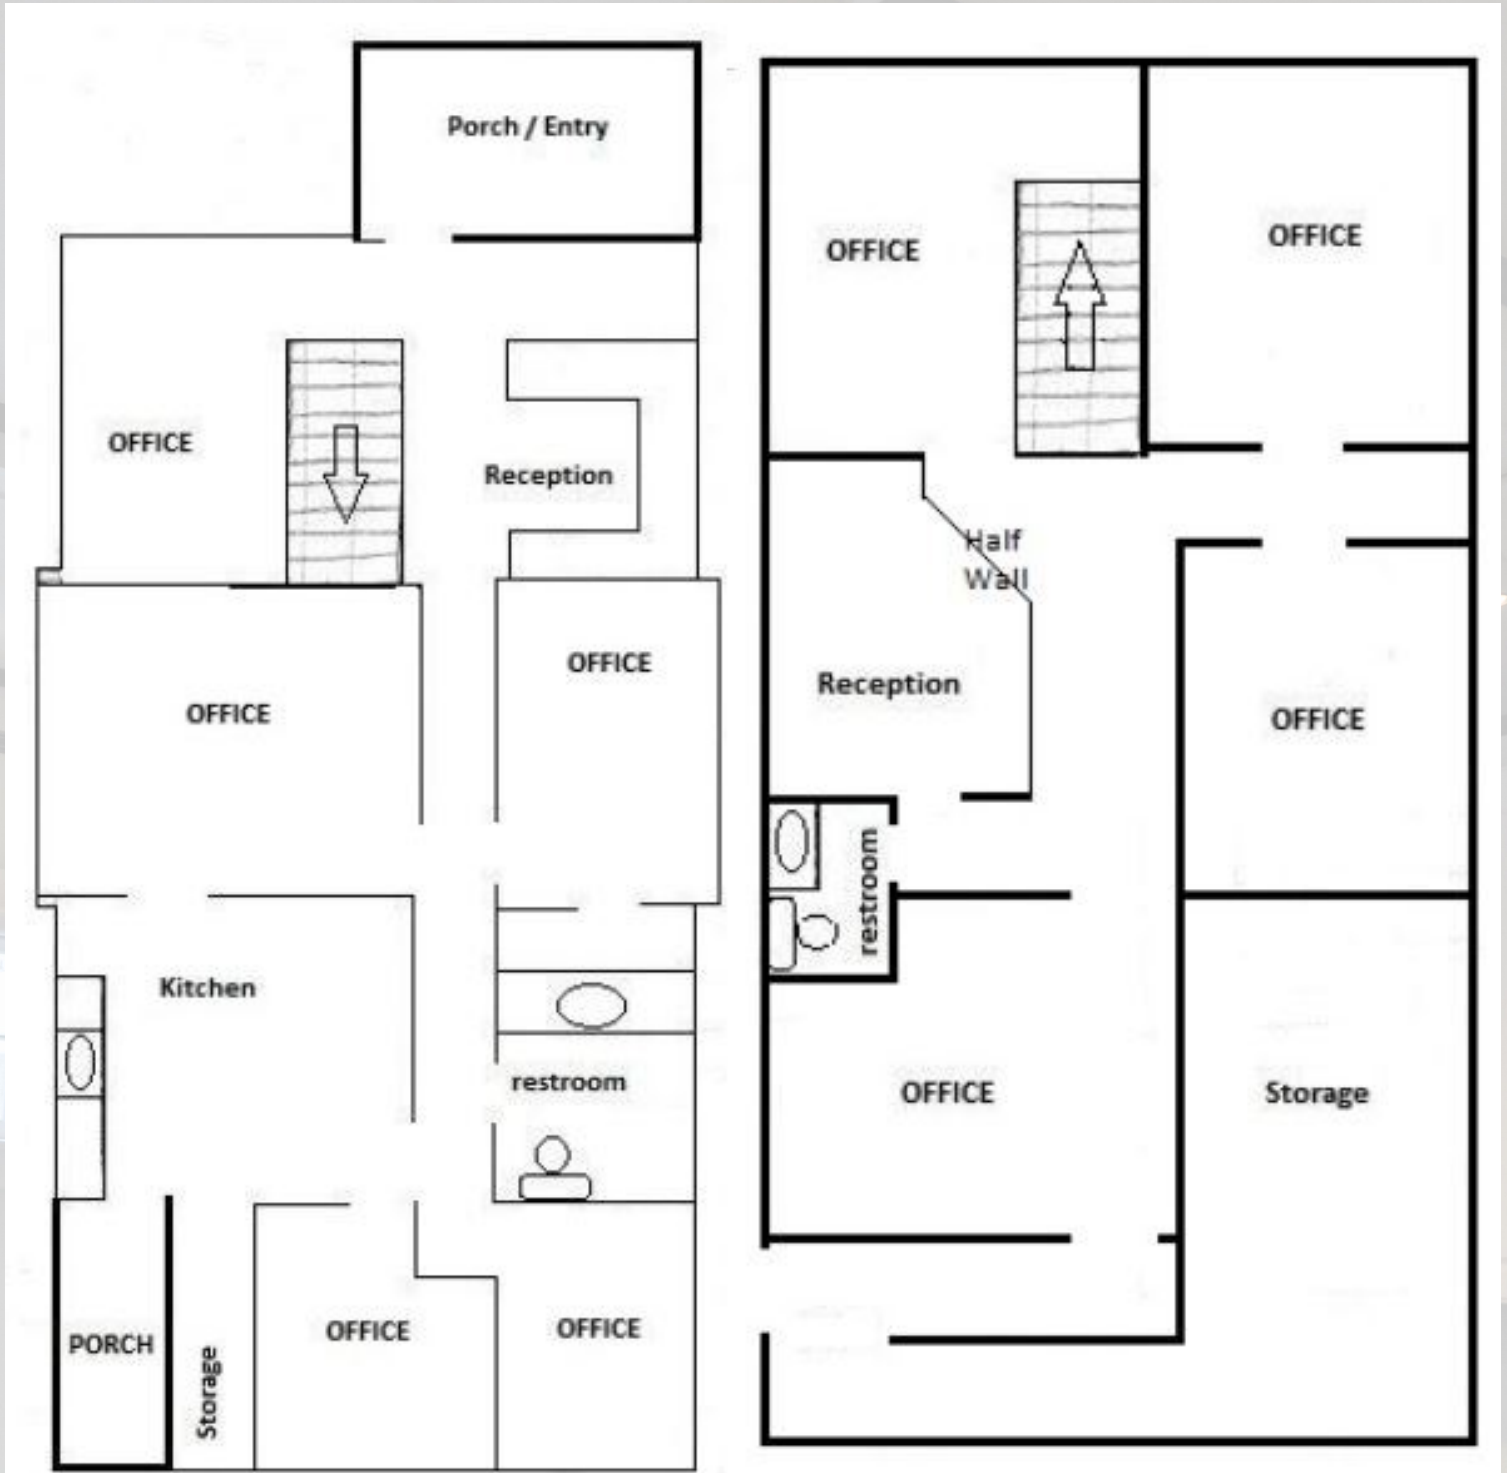 Porch / Entry
OFFICE
Reception
OFFICE
OFFICE
Kitchen
restroom
PORCH
Storage
OFFICE
OFFICE
OFFICE
OFFICE
Half
Wall
Reception
OFFICE
restroom
OFFICE
Storage